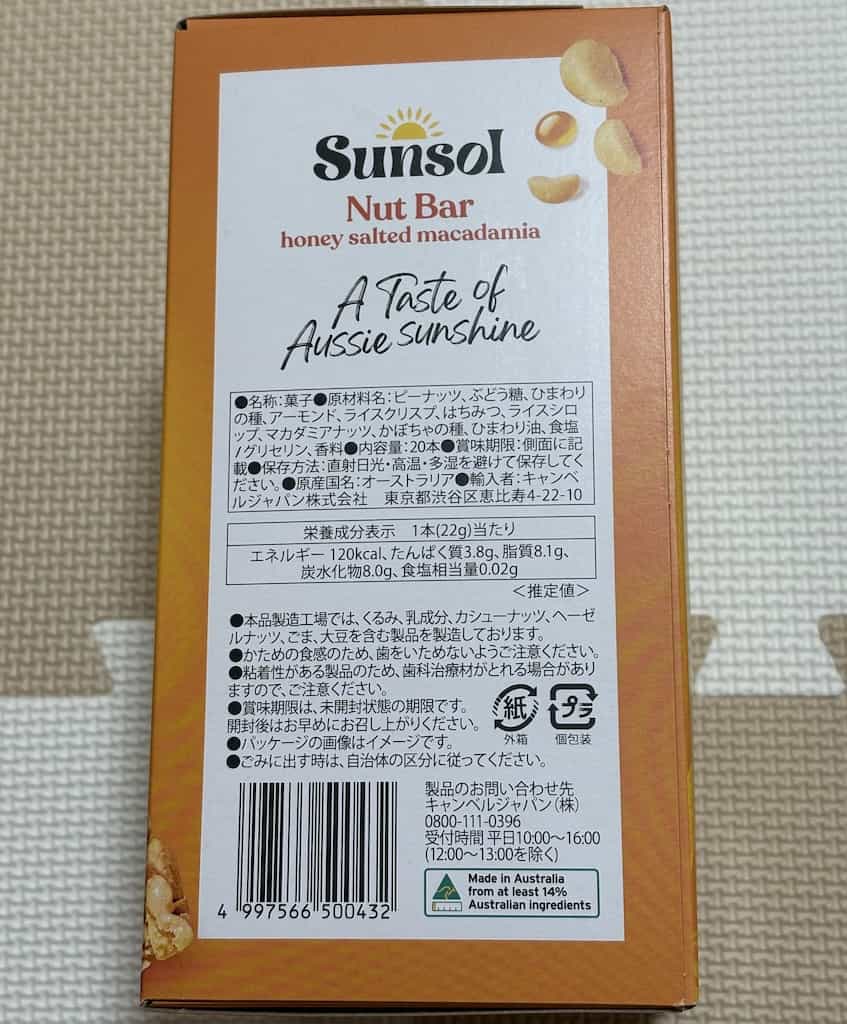 Sunsol
Nut Bar
honey salted macadamia
A Taste of
Aussie sunshine
●名称:菓子●原材料名:ピーナッツ、ぶどう糖、ひまわり
の種、アーモンド、ライスクリスプ、はちみつ、ライスシロ
ップ、マカダミアナッツ、かぼちゃの種、ひまわり油、食塩
/グリセリン、香料●内容量:20本●賞味期限:側面に記
載●保存方法:直射日光・高温・多湿を避けて保存してく
ださい。●原産国名:オーストラリア●輸入者:キャンベ
ルジャパン株式会社 東京都渋谷区恵比寿4-22-10
栄養成分表示 1本(22g)当たり
エネルギー 120kcal、たんぱく質3.8g、脂質8.1g、
炭水化物8.0g、食塩相当量0.02g
<推定値>
●本品製造工場では、くるみ、乳成分、カシューナッツ、ヘーゼ
ルナッツ、ごま、大豆を含む製品を製造しております。
●かための食感のため、歯をいためないようご注意ください。
●粘着性がある製品のため、歯科治療材がとれる場合があり
ますので、ご注意ください。
●賞味期限は、未開封状態の期限です。
開封後はお早めにお召し上がりください。
●パッケージの画像はイメージです。
●ごみに出す時は、自治体の区分に従ってください。
紙
外箱
プラ
個包装
4 997566 500432
製品のお問い合わせ先
キャンベルジャパン(株)
0800-111-0396
受付時間 平日10:00〜16:00
(12:00〜13:00を除く)
Made in Australia
from at least 14%
Australian ingredients